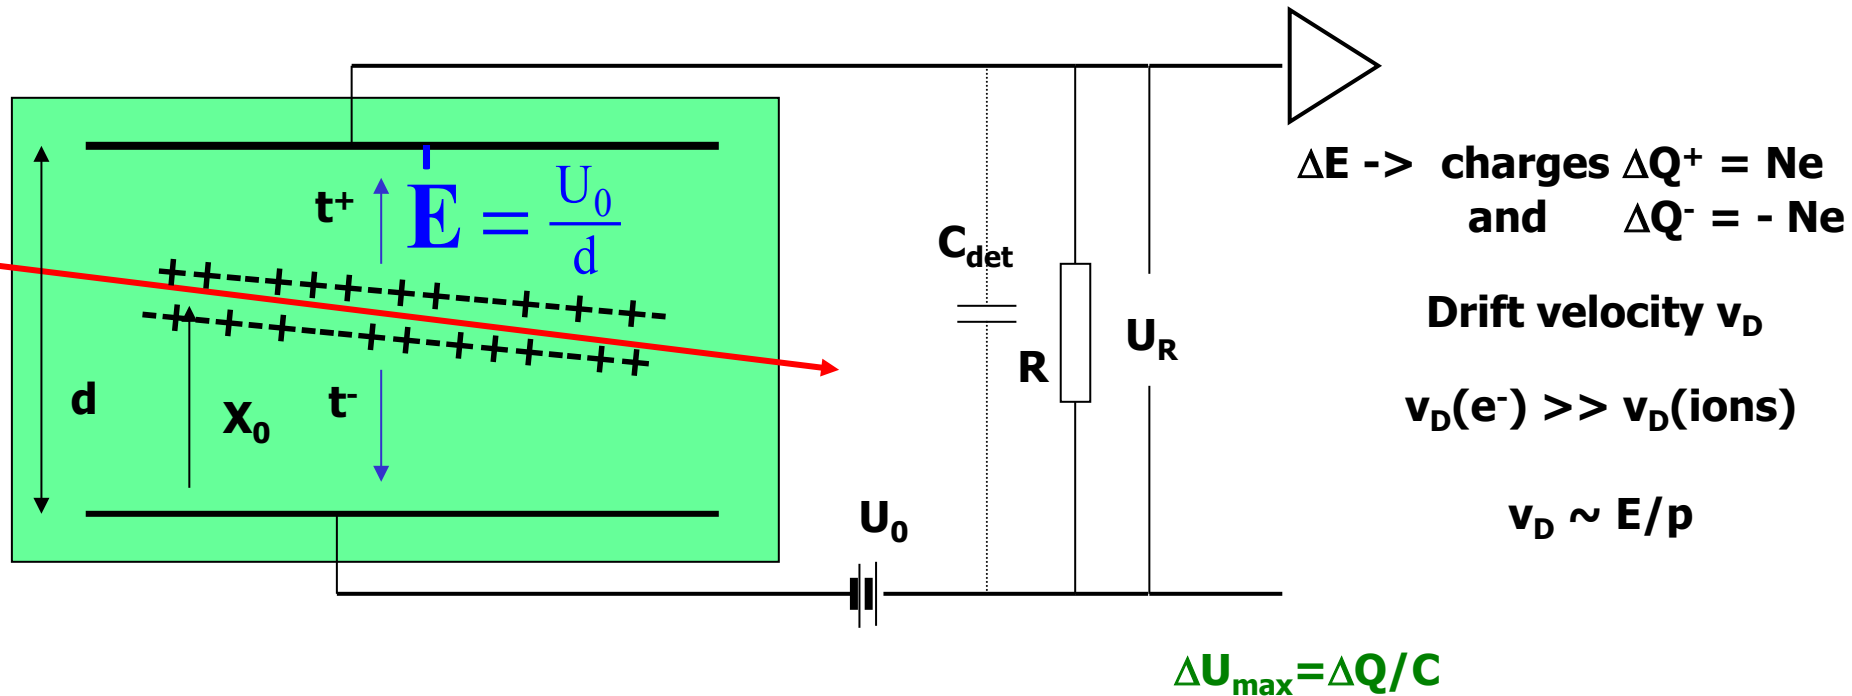 ΔE -> charges ΔQ⁺ = Ne
and ΔQ⁻ = - Ne
t⁺
E = U₀/d
C_det
Drift velocity v_D
R
U_R
d
X₀
t⁻
v_D(e⁻) >> v_D(ions)
U₀
v_D ~ E/p
ΔU_max=ΔQ/C